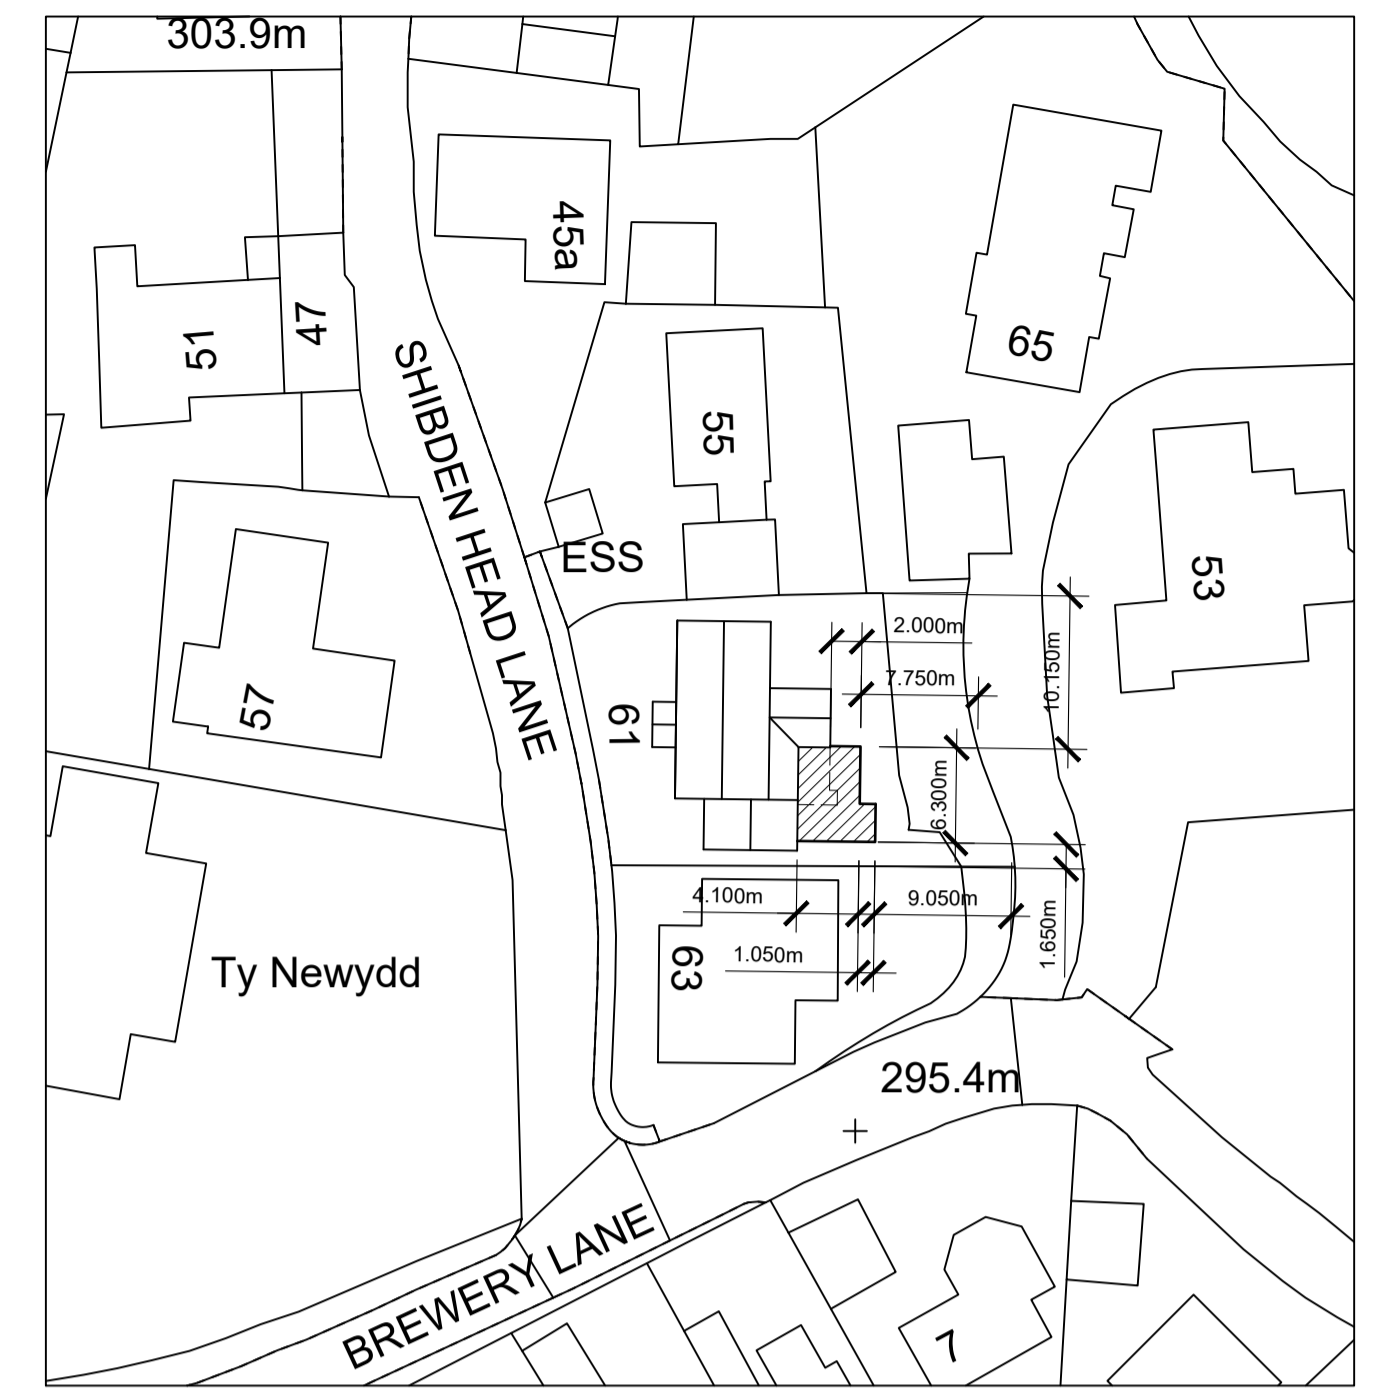 303.9m
45a
47
51
65
SHIBDEN HEAD LANE
55
ESS
53
2.000m
7.750m
10.150m
57
61
6.300m
4.100m
9.050m
1.650m
1.050m
63
Ty Newydd
295.4m
BREWERY LANE
7